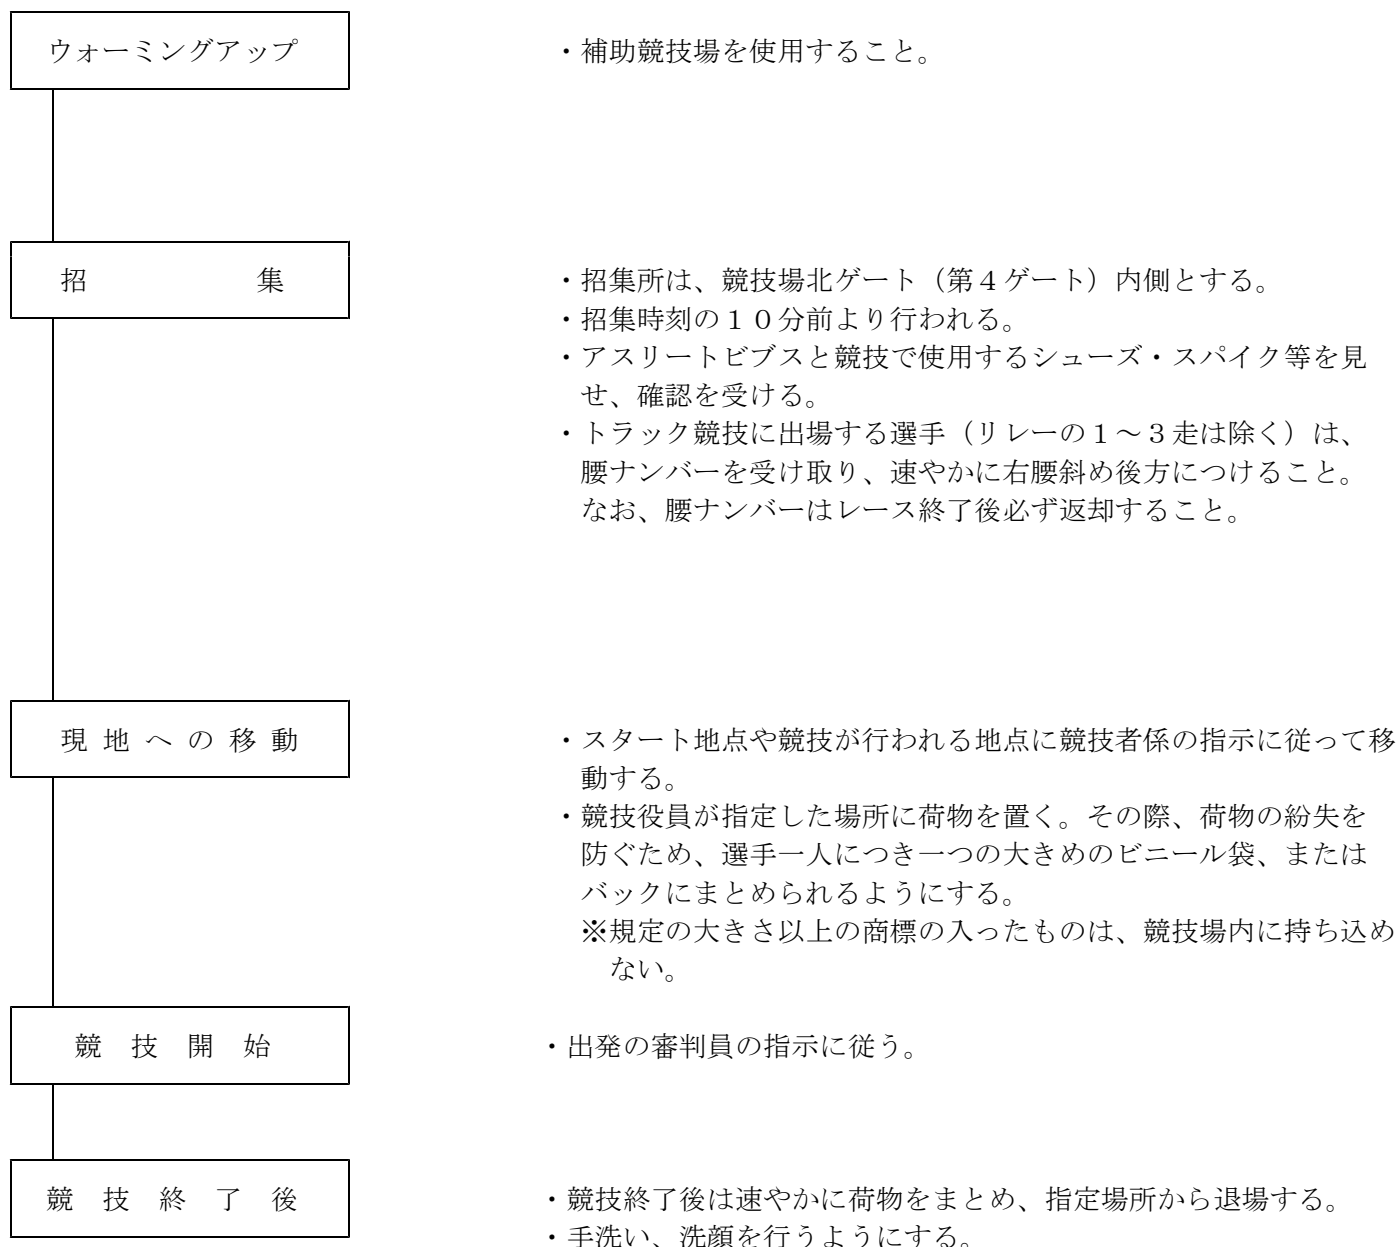 ウォーミングアップ
・補助競技場を使用すること。
招　　　　　　集
・招集所は、競技場北ゲート（第４ゲート）内側とする。
・招集時刻の１０分前より行われる。
・アスリートビブスと競技で使用するシューズ・スパイク等を見
せ、確認を受ける。
・トラック競技に出場する選手（リレーの１～３走は除く）は、
腰ナンバーを受け取り、速やかに右腰斜め後方につけること。
なお、腰ナンバーはレース終了後必ず返却すること。
現 地 へ の 移 動
・スタート地点や競技が行われる地点に競技者係の指示に従って移
動する。
・競技役員が指定した場所に荷物を置く。その際、荷物の紛失を
防ぐため、選手一人につき一つの大きめのビニール袋、または
バックにまとめられるようにする。
※規定の大きさ以上の商標の入ったものは、競技場内に持ち込め
ない。
競　技　開　始
・出発の審判員の指示に従う。
競　技　終　了　後
・競技終了後は速やかに荷物をまとめ、指定場所から退場する。
・手洗い、洗顔を行うようにする。